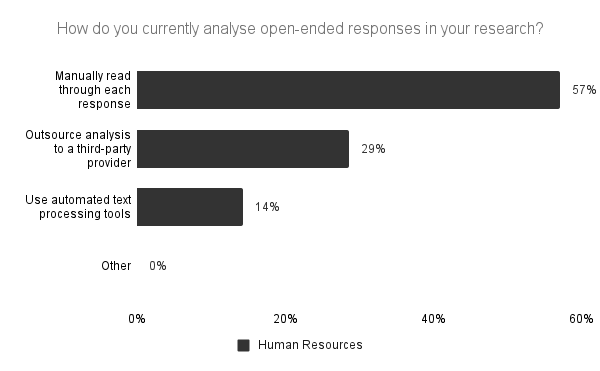 How do you currently analyse open-ended responses in your research?
Manually read
through each
response
57%
Outsource analysis
to a third-party
provider
29%
Use automated text
processing tools
14%
Other
0%
0%
20%
40%
60%
Human Resources